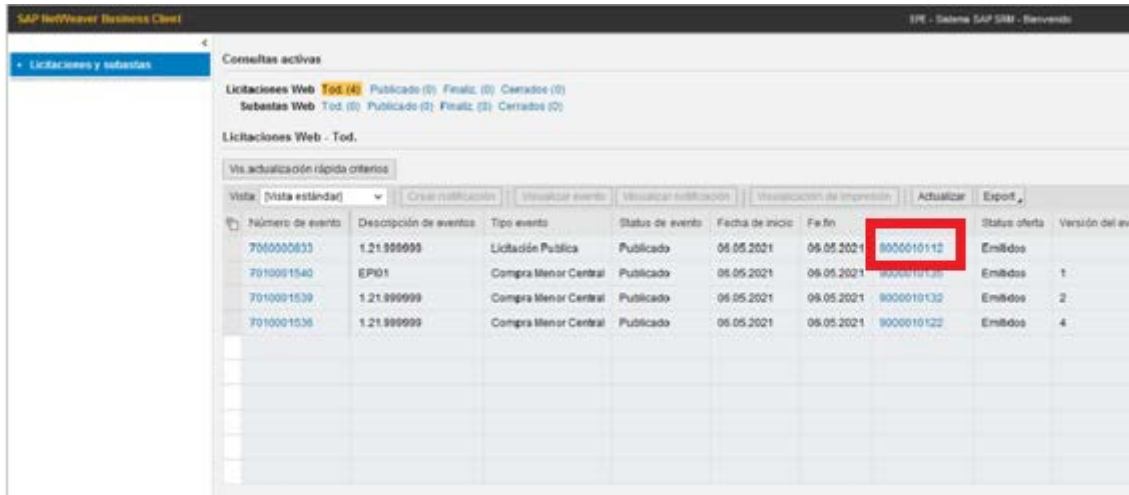 SAP NetWeaver Business Client EPE - Sistema SAP SRM - Bienvenido
Licitaciones y subastas
Consultas activas
Licitaciones Web Tod. (4) Publicado (0) Finaliz. (0) Cerrados (0)
Subastas Web Tod. (0) Publicado (0) Finaliz. (0) Cerrados (0)
Licitaciones Web - Tod.
Vis.actualización rápida criterios
Vista: [Vista estándar] Crear notificación Visualizar evento Visualizar notificación Visualización de impresión Actualizar Export
Número de evento Descripción de eventos Tipo evento Status de evento Fecha de inicio Fe.fin Status oferta Versión del ev
1.21.999999 Licitación Publica Publicado 06.05.2021 06.05.2021 8000010112 Emitidos
7010001540 EPI01 Compra Menor Central Publicado 06.05.2021 06.05.2021 Emitidos 1
7010001539 1.21.999999 Compra Menor Central Publicado 06.05.2021 06.05.2021 8000010132 Emitidos 2
7010001536 1.21.999999 Compra Menor Central Publicado 06.05.2021 06.05.2021 8000010122 Emitidos 4